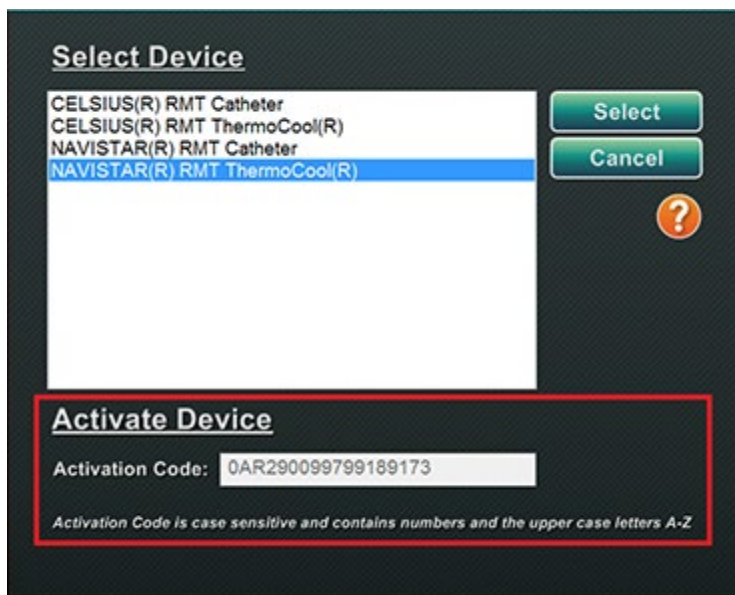 Select Device
CELSIUS(R) RMT Catheter
CELSIUS(R) RMT ThermoCool(R)
NAVISTAR(R) RMT Catheter
NAVISTAR(R) RMT ThermoCool(R)
Select
Cancel
?
Activate Device
Activation Code: 0AR290099799189173
Activation Code is case sensitive and contains numbers and the upper case letters A-Z